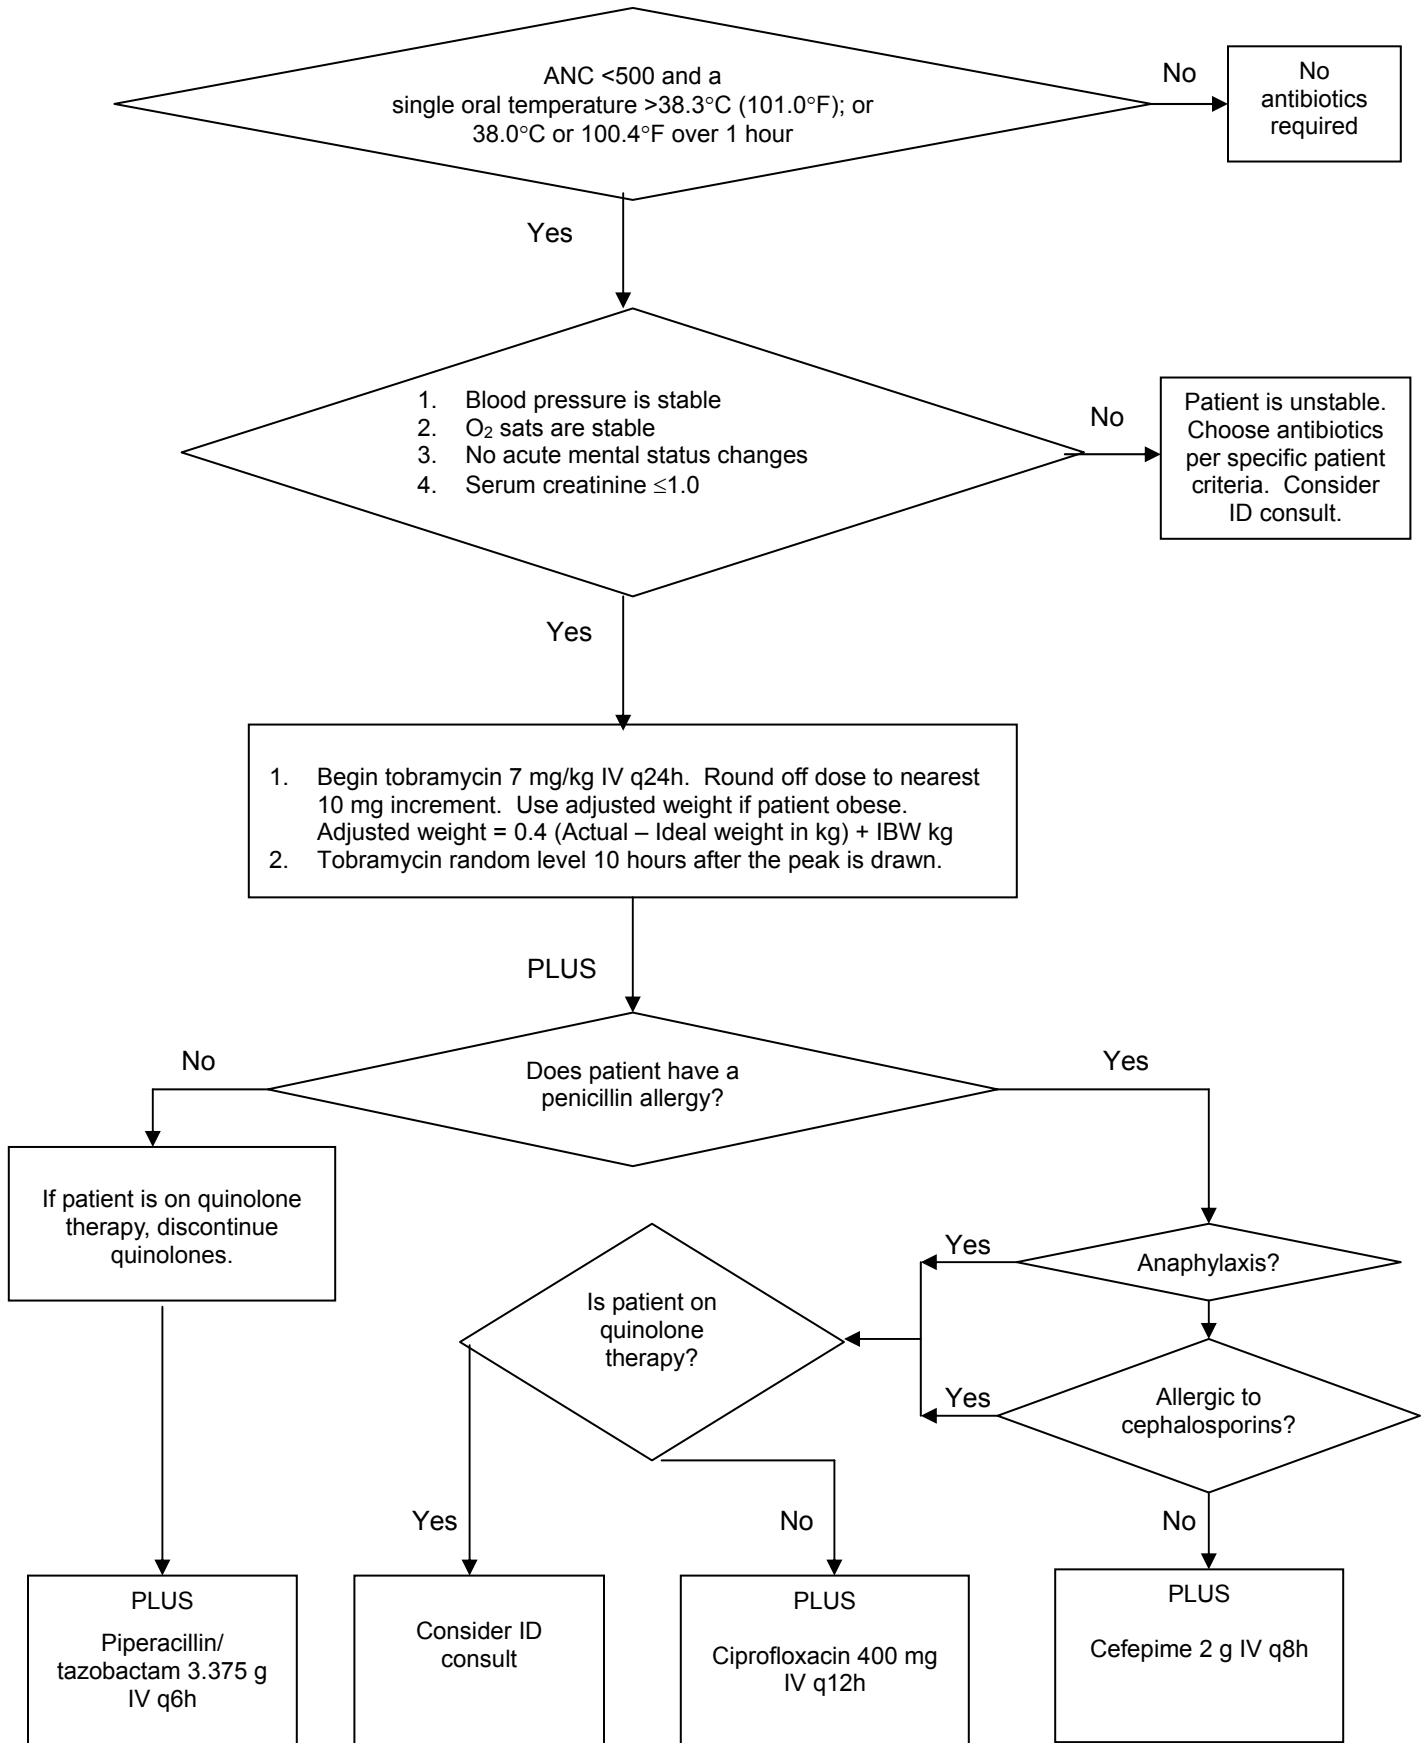 ANC <500 and a
single oral temperature >38.3°C (101.0°F); or
38.0°C or 100.4°F over 1 hour
No
No
antibiotics
required
Yes
1. Blood pressure is stable
2. O₂ sats are stable
3. No acute mental status changes
4. Serum creatinine ≤1.0
No
Patient is unstable.
Choose antibiotics
per specific patient
criteria. Consider
ID consult.
Yes
1. Begin tobramycin 7 mg/kg IV q24h. Round off dose to nearest
10 mg increment. Use adjusted weight if patient obese.
Adjusted weight = 0.4 (Actual – Ideal weight in kg) + IBW kg
2. Tobramycin random level 10 hours after the peak is drawn.
PLUS
No
Does patient have a
penicillin allergy?
Yes
If patient is on quinolone
therapy, discontinue
quinolones.
Is patient on
quinolone
therapy?
Yes
Anaphylaxis?
Yes
Allergic to
cephalosporins?
Yes
No
No
PLUS
Piperacillin/
tazobactam 3.375 g
IV q6h
Consider ID
consult
PLUS
Ciprofloxacin 400 mg
IV q12h
PLUS
Cefepime 2 g IV q8h